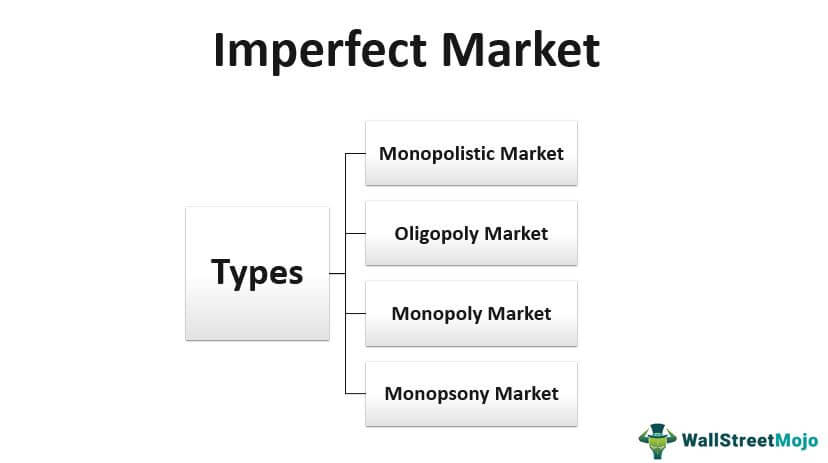 Imperfect Market
Types
Monopolistic Market
Oligopoly Market
Monopoly Market
Monopsony Market
WallStreetMojo